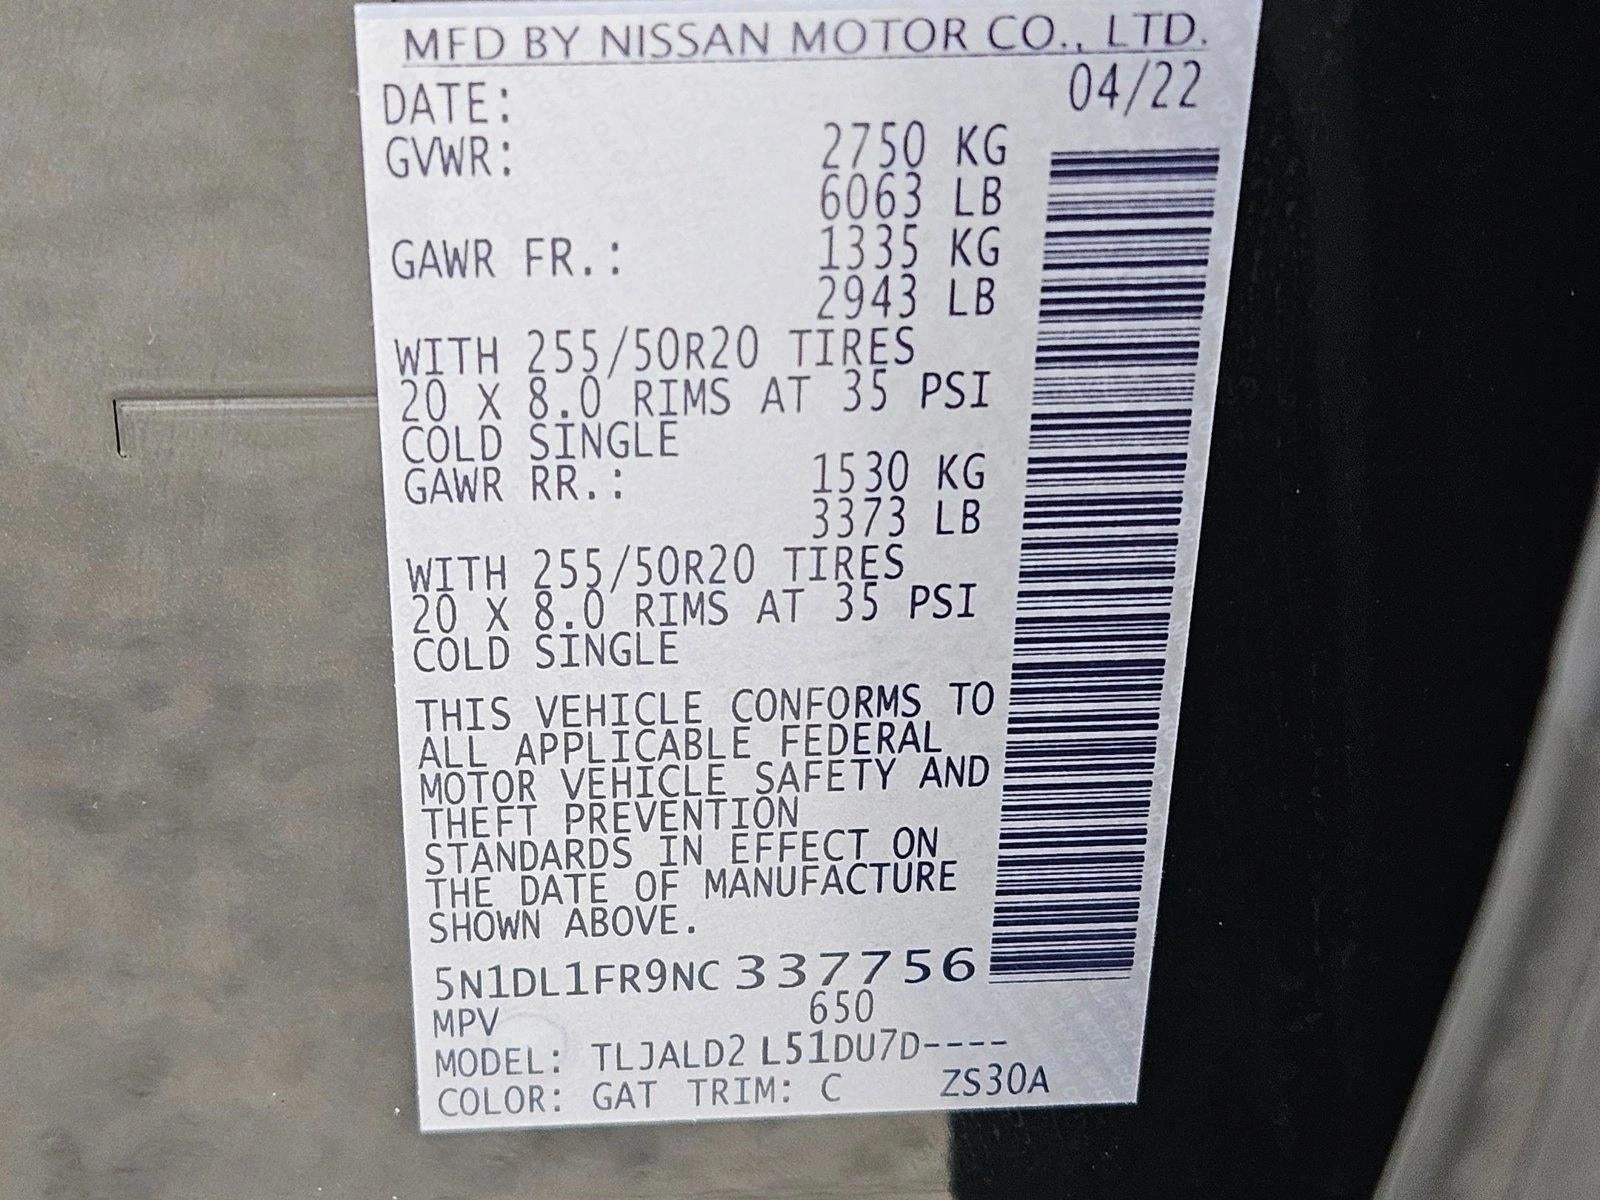 MFD BY NISSAN MOTOR CO., LTD.
DATE: 04/22
GVWR: 2750 KG
6063 LB
GAWR FR.: 1335 KG
2943 LB
WITH 255/50R20 TIRES
20 X 8.0 RIMS AT 35 PSI
COLD SINGLE
GAWR RR.: 1530 KG
3373 LB
WITH 255/50R20 TIRES
20 X 8.0 RIMS AT 35 PSI
COLD SINGLE
THIS VEHICLE CONFORMS TO
ALL APPLICABLE FEDERAL
MOTOR VEHICLE SAFETY AND
THEFT PREVENTION
STANDARDS IN EFFECT ON
THE DATE OF MANUFACTURE
SHOWN ABOVE.
5N1DL1FR9NC 337756
MPV 650
MODEL: TLJALD2 L51DU7D----
COLOR: GAT TRIM: C ZS30A